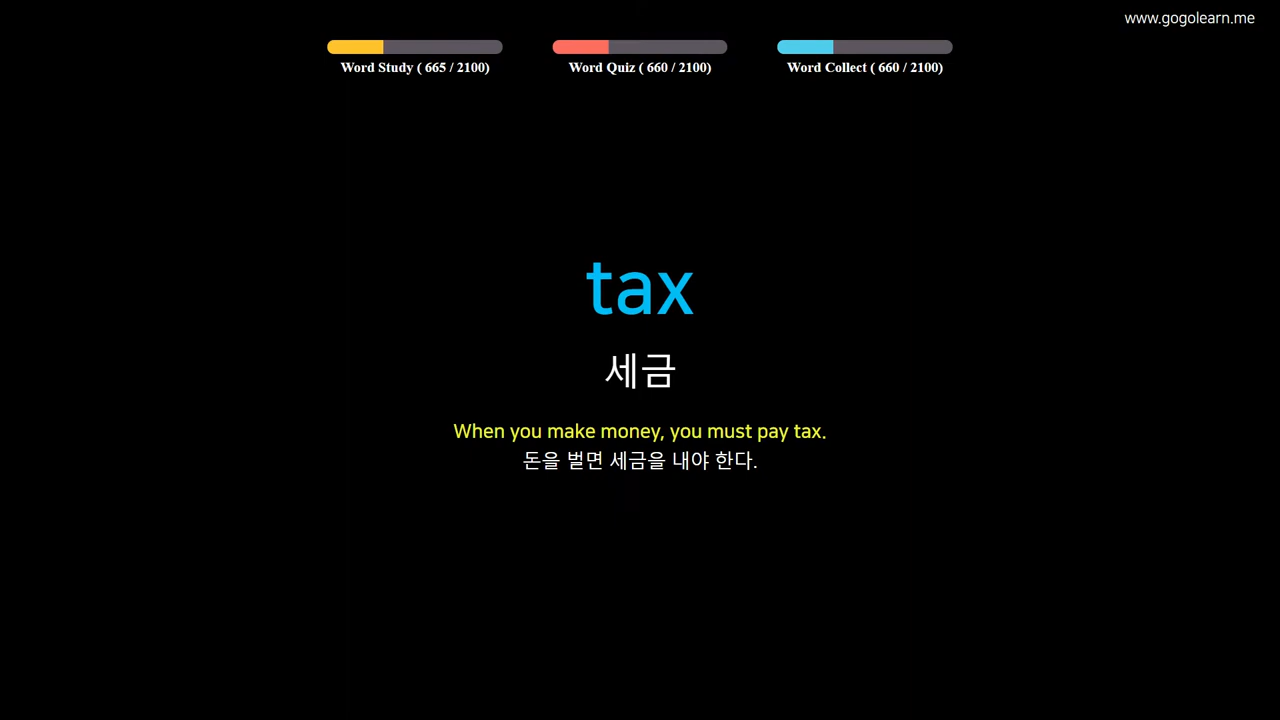 www.gogolearn.me
Word Study ( 665 / 2100)
Word Quiz ( 660 / 2100)
Word Collect ( 660 / 2100)
tax
세금
When you make money, you must pay tax.
돈을 벌면 세금을 내야 한다.